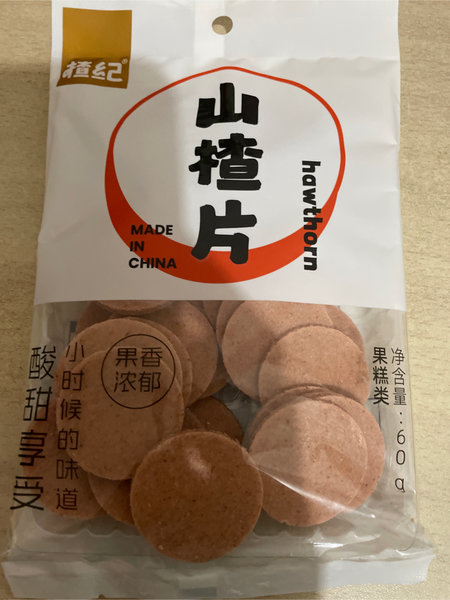 楂纪®
山楂片
hawthorn
MADE
IN
CHINA
果香
浓郁
小时候的味道
酸甜享受
净含量:60g
果糕类